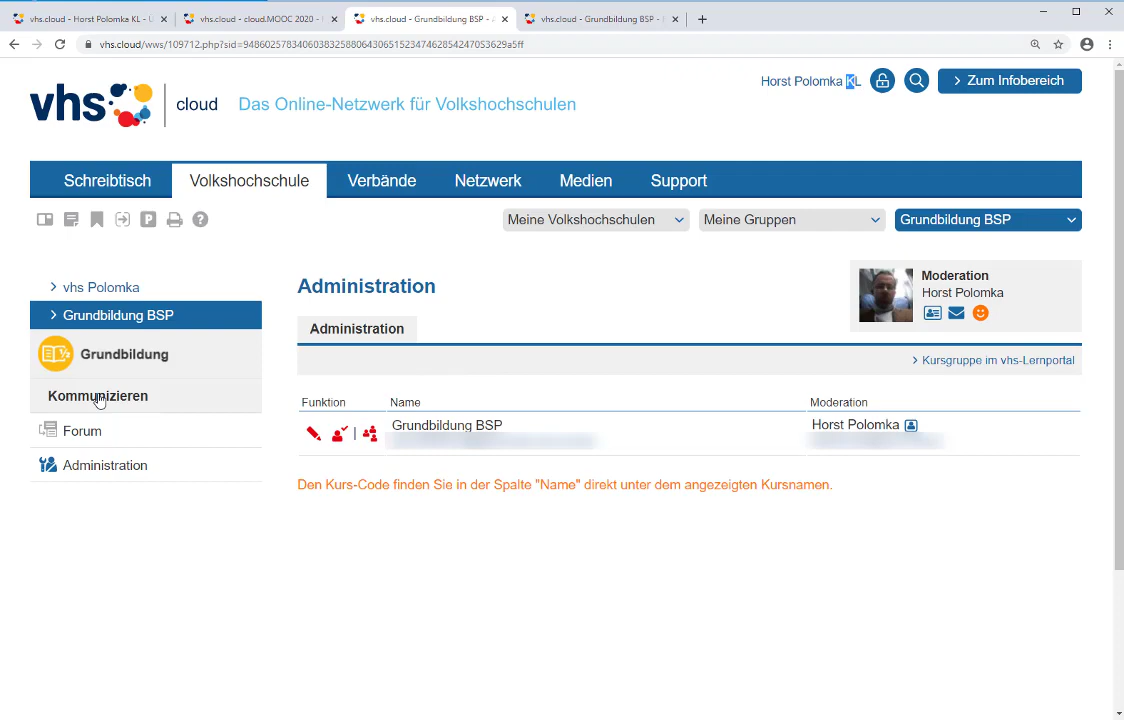 vhs.cloud - Horst Polomka KL - U
vhs.cloud - cloud.MOOC 2020 -
vhs.cloud - Grundbildung BSP - A
vhs.cloud - Grundbildung BSP -
vhs.cloud/wws/109712.php?sid=94860257834060383258806430651523474628542470536 29a5ff
Horst Polomka KL
Zum Infobereich
vhs cloud Das Online-Netzwerk für Volkshochschulen
Schreibtisch Volkshochschule Verbände Netzwerk Medien Support
Meine Volkshochschulen Meine Gruppen Grundbildung BSP
vhs Polomka
Grundbildung BSP
Grundbildung
Kommunizieren
Forum
Administration
Administration
Moderation
Horst Polomka
Administration
Kursgruppe im vhs-Lernportal
Funktion Name Moderation
Grundbildung BSP Horst Polomka
Den Kurs-Code finden Sie in der Spalte "Name" direkt unter dem angezeigten Kursnamen.